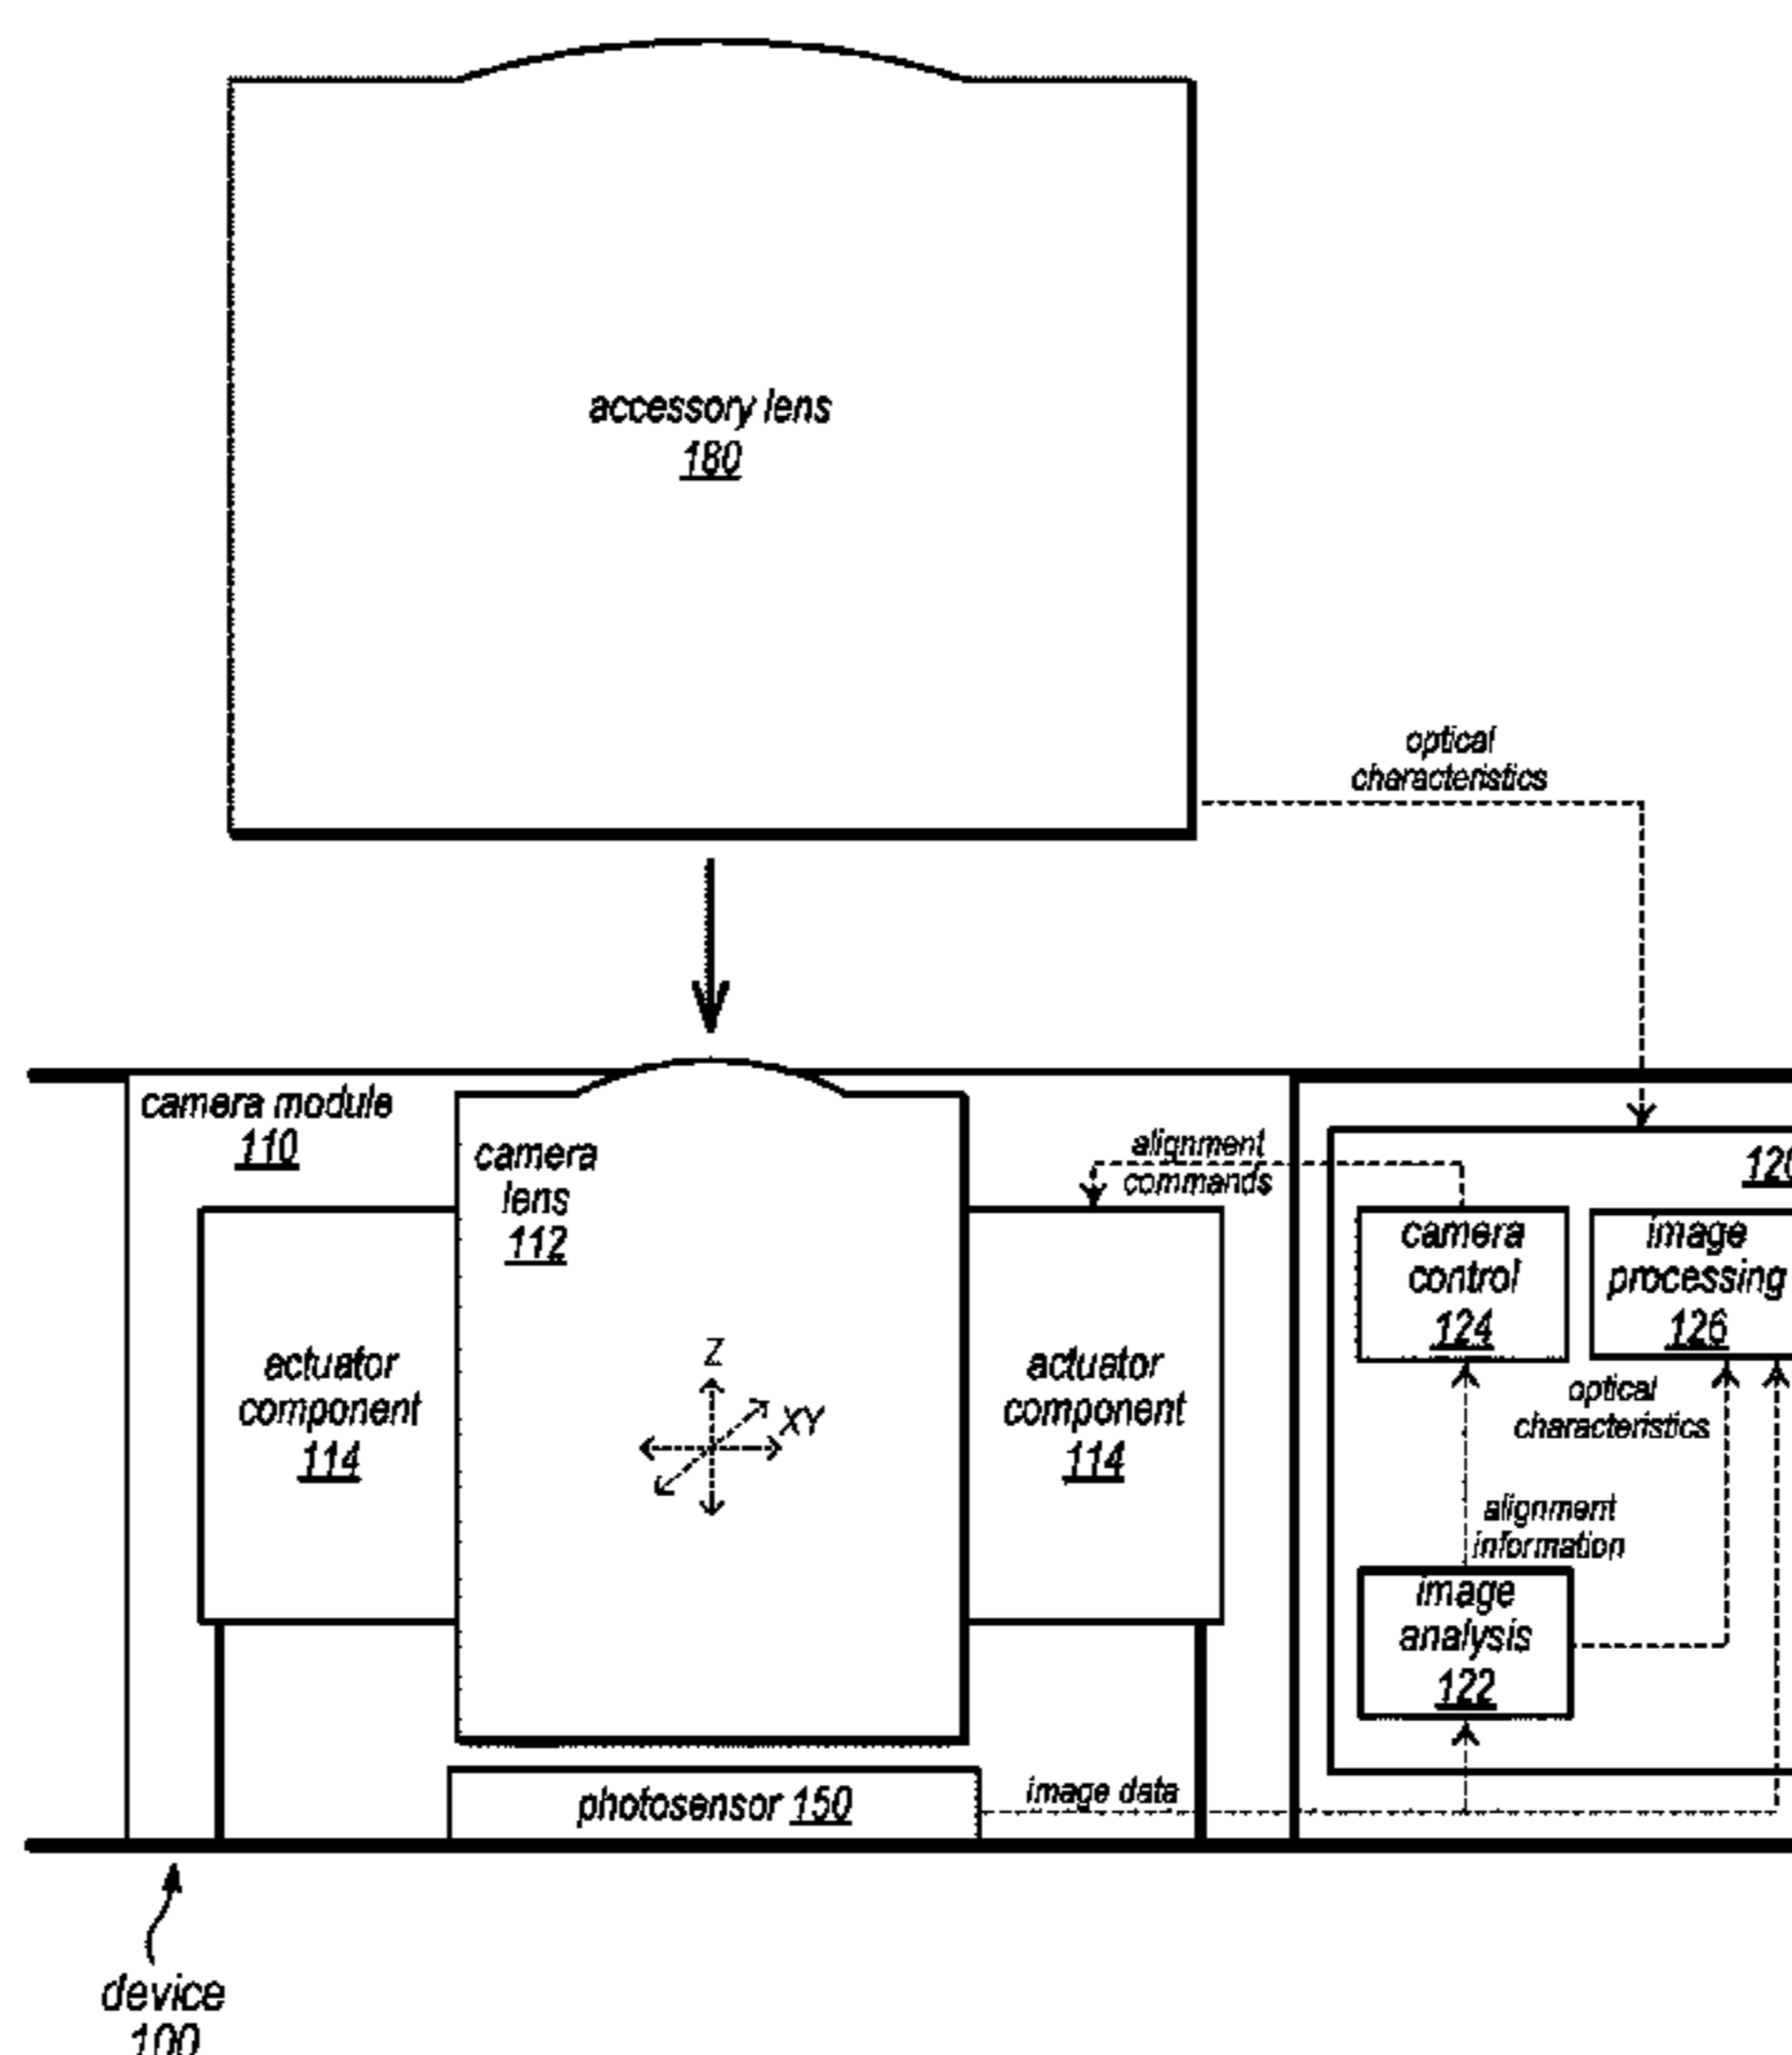 accessory lens
180
optical
characteristics
camera module
110
camera
lens
112
alignment
commands
camera
control
124
image
processing
126
actuator
component
114
Z
XY
actuator
component
114
optical
characteristics
alignment
information
image
analysis
122
photosensor 150
image data
device
100